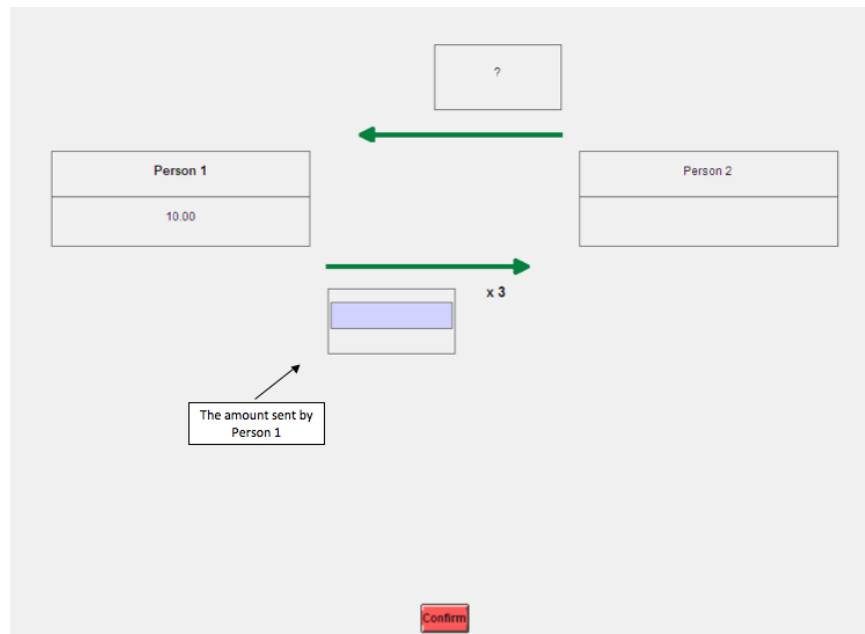 ?
Person 1
Person 2
10.00
x 3
The amount sent by
Person 1
Confirm